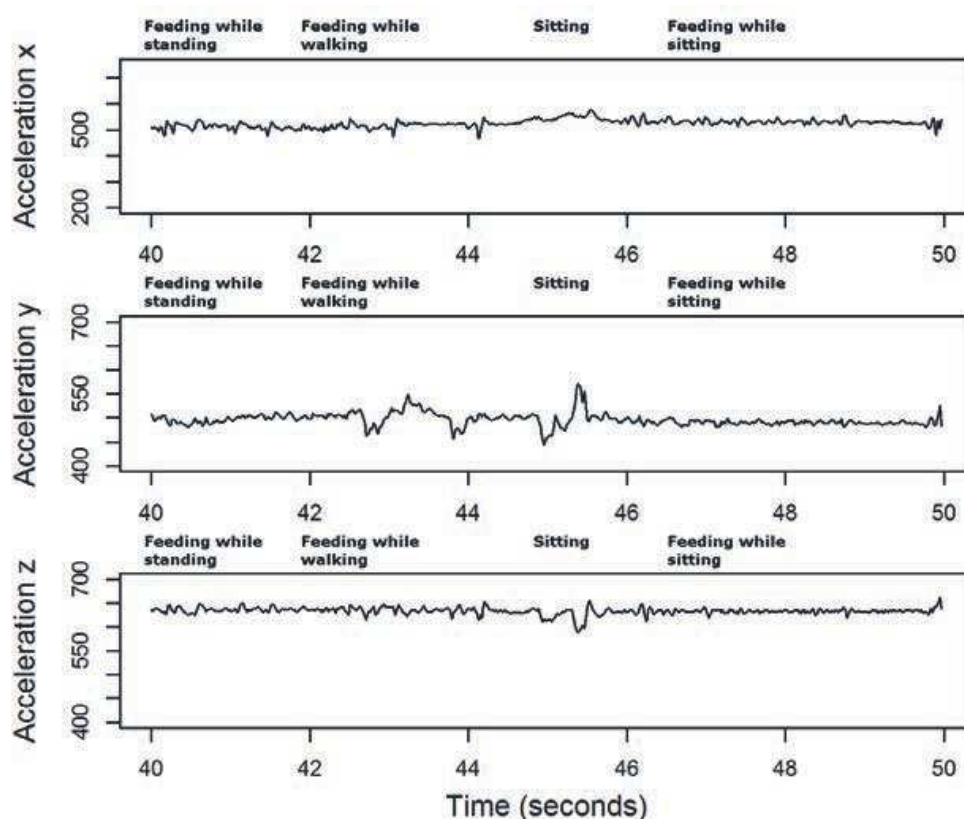 Feeding while standing Feeding while walking Sitting Feeding while sitting
Acceleration x
500
200
40 42 44 46 48 50
Feeding while standing Feeding while walking Sitting Feeding while sitting
Acceleration y
700
550
400
40 42 44 46 48 50
Feeding while standing Feeding while walking Sitting Feeding while sitting
Acceleration z
700
550
400
40 42 44 46 48 50
Time (seconds)